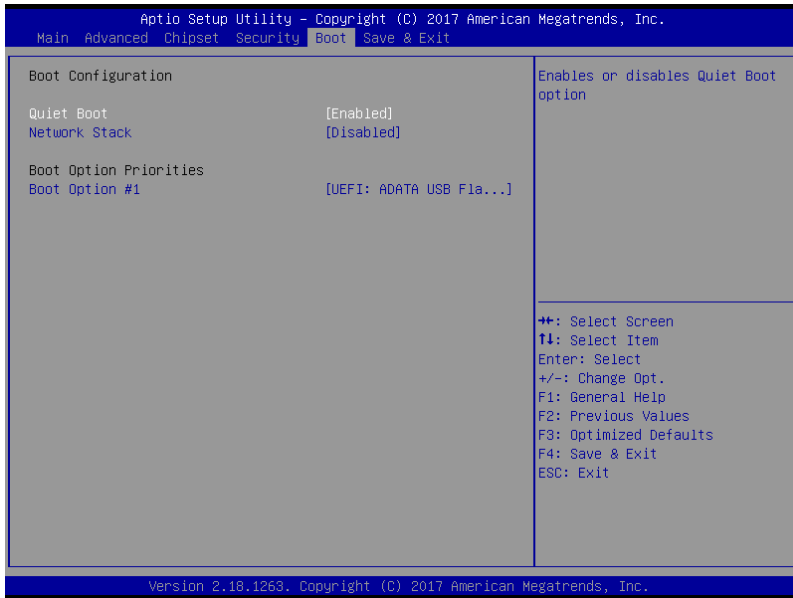 Aptio Setup Utility – Copyright (C) 2017 American Megatrends, Inc.
Main Advanced Chipset Security Boot Save & Exit
Boot Configuration
Quiet Boot [Enabled]
Network Stack [Disabled]
Boot Option Priorities
Boot Option #1 [UEFI: ADATA USB Fla...]
Enables or disables Quiet Boot
option
→←: Select Screen
↑↓: Select Item
Enter: Select
+/-: Change Opt.
F1: General Help
F2: Previous Values
F3: Optimized Defaults
F4: Save & Exit
ESC: Exit
Version 2.18.1263. Copyright (C) 2017 American Megatrends, Inc.